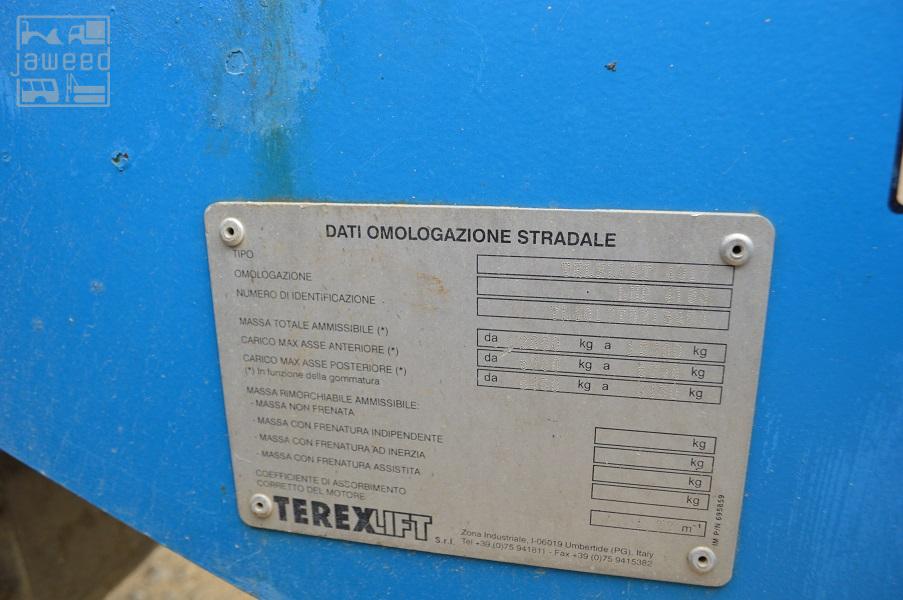 jaweed
DATI OMOLOGAZIONE STRADALE
TIPO
OMOLOGAZIONE
NUMERO DI IDENTIFICAZIONE
MASSA TOTALE AMMISSIBILE (*) da kg a kg
CARICO MAX ASSE ANTERIORE (*) da kg a kg
CARICO MAX ASSE POSTERIORE (*) da kg a kg
(*) In funzione della gommatura
MASSA RIMORCHIABILE AMMISSIBILE:
- MASSA NON FRENATA kg
- MASSA CON FRENATURA INDIPENDENTE kg
- MASSA CON FRENATURA AD INERZIA kg
- MASSA CON FRENATURA ASSISTITA kg
COEFFICIENTE DI ASSORBIMENTO
CORRETTO DEL MOTORE m⁻¹
TEREXLIFT S.r.l.
Zona Industriale, I-06019 Umbertide (PG), Italy
Tel +39.(0)75 941811 - Fax +39 (0)75 9415382
IM P/N 695859